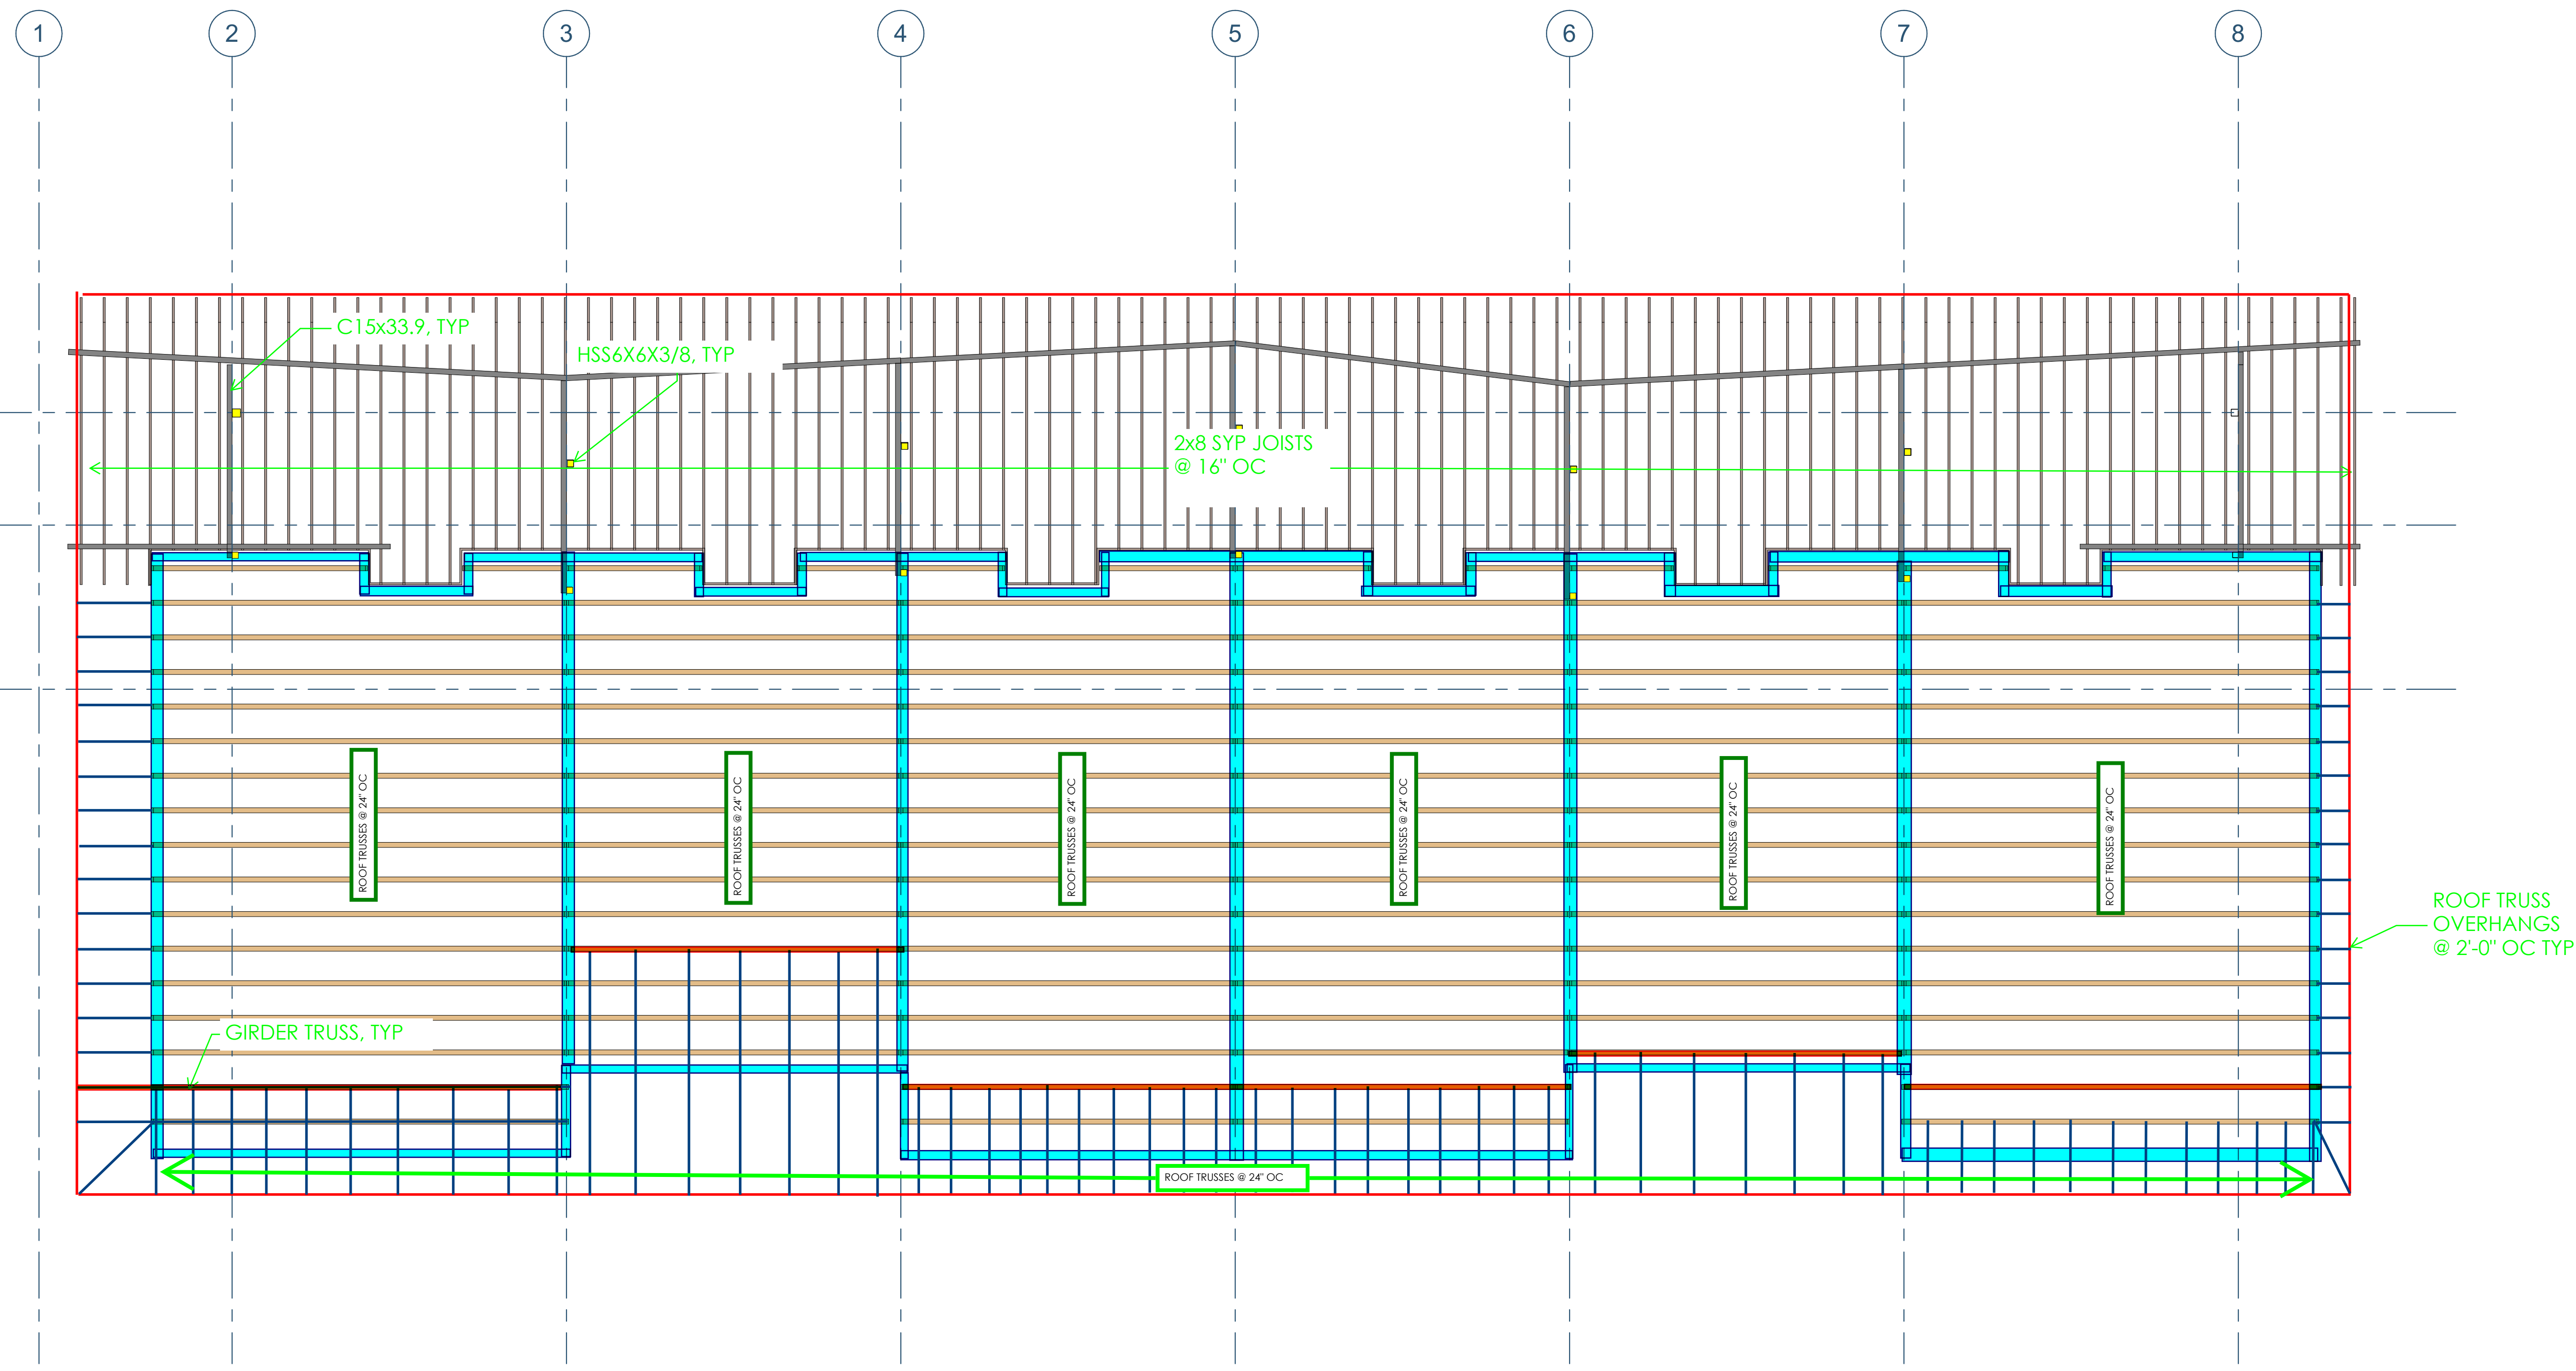 1
2
3
4
5
6
7
8
C15x33.9, TYP
HSS6X6X3/8, TYP
2x8 SYP JOISTS
@ 16" OC
ROOF TRUSSES @ 24" OC
ROOF TRUSSES @ 24" OC
ROOF TRUSSES @ 24" OC
ROOF TRUSSES @ 24" OC
ROOF TRUSSES @ 24" OC
ROOF TRUSSES @ 24" OC
ROOF TRUSS
OVERHANGS
@ 2'-0" OC TYP
GIRDER TRUSS, TYP
ROOF TRUSSES @ 24" OC